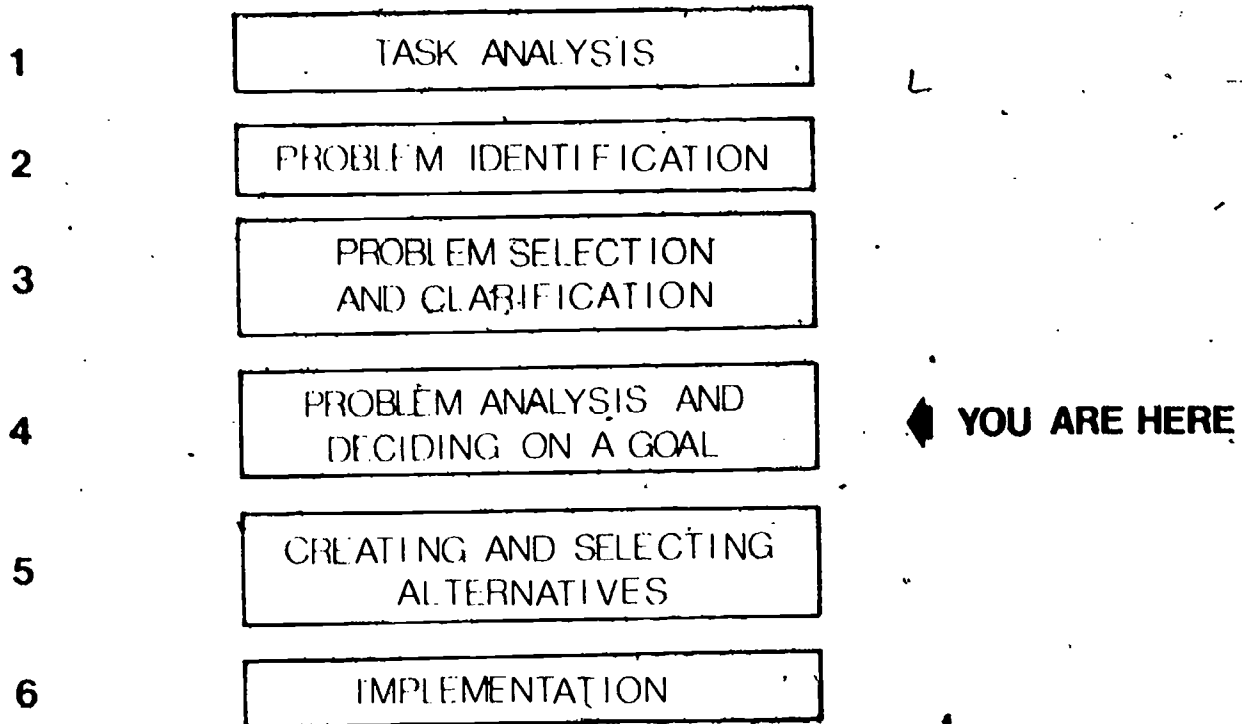 1 TASK ANALYSIS
2 PROBLEM IDENTIFICATION
3 PROBLEM SELECTION
AND CLARIFICATION
4 PROBLEM ANALYSIS AND
DECIDING ON A GOAL
YOU ARE HERE
5 CREATING AND SELECTING
ALTERNATIVES
6 IMPLEMENTATION